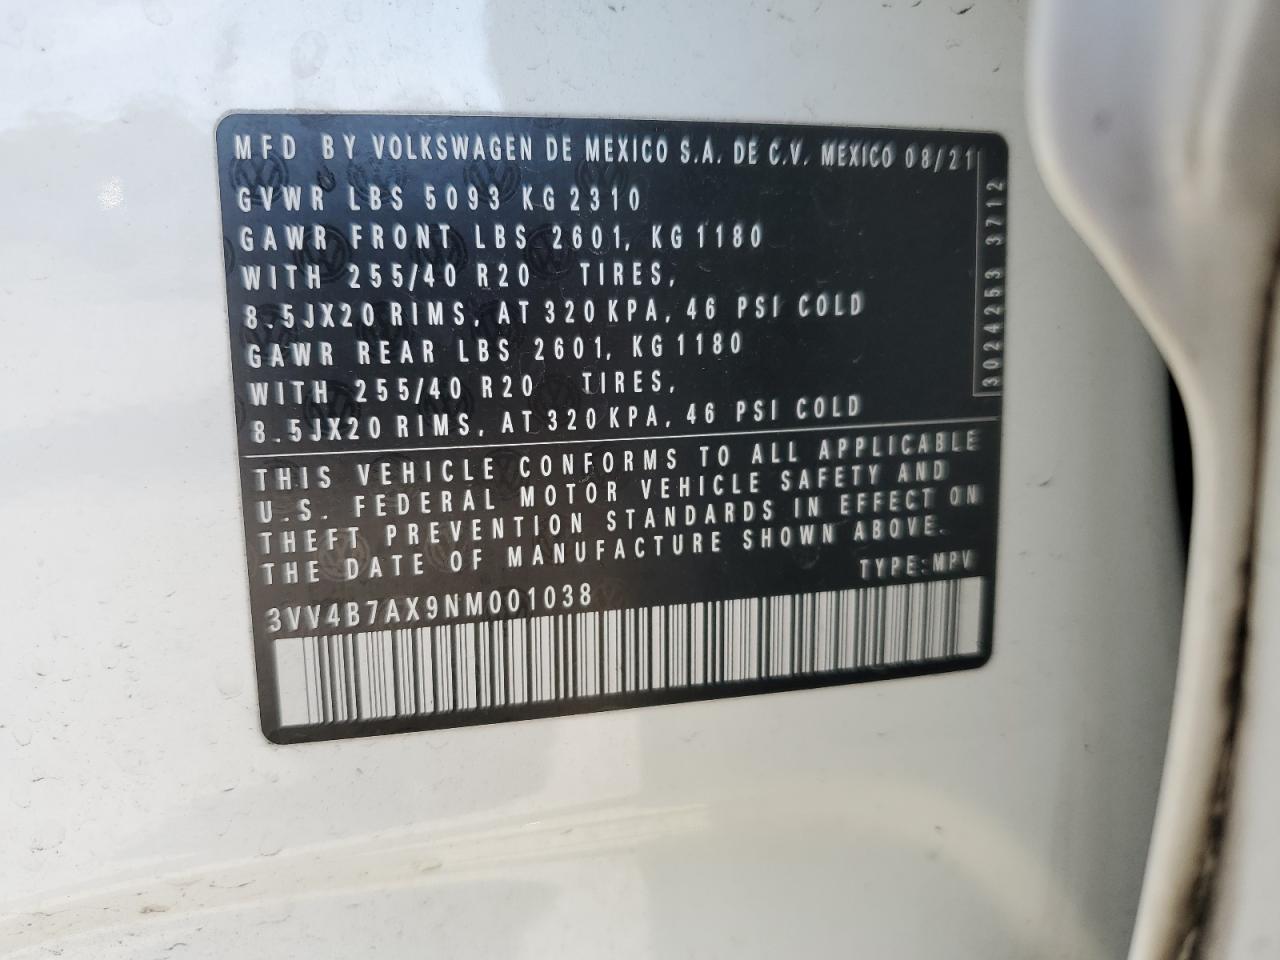 MFD BY VOLKSWAGEN DE MEXICO S.A. DE C.V. MEXICO 08/21
GVWR LBS 5093 KG 2310
GAWR FRONT LBS 2601, KG 1180
WITH 255/40 R20 TIRES,
8.5JX20 RIMS, AT 320 KPA, 46 PSI COLD
GAWR REAR LBS 2601, KG 1180
WITH 255/40 R20 TIRES,
8.5JX20 RIMS, AT 320 KPA, 46 PSI COLD
3024253 3712
THIS VEHICLE CONFORMS TO ALL APPLICABLE
U.S. FEDERAL MOTOR VEHICLE SAFETY AND
THEFT PREVENTION STANDARDS IN EFFECT ON
THE DATE OF MANUFACTURE SHOWN ABOVE.
TYPE: MPV
3VV4B7AX9NM001038